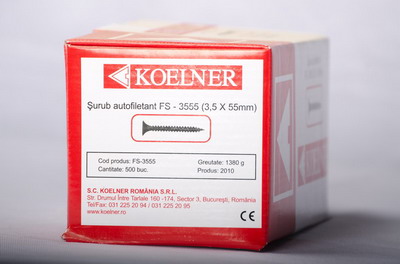 KOELNER
Şurub autofiletant FS - 3555 (3,5 X 55mm)
Cod produs: FS-3555
Greutate: 1380 g
Cantitate: 500 buc.
Produs: 2010
S.C. KOELNER ROMÂNIA S.R.L.
Str. Drumul Între Tartale 160 -174, Sector 3, Bucureşti, România
Tel/Fax: 031 225 20 94 / 031 225 20 95
www.koelner.ro
CE